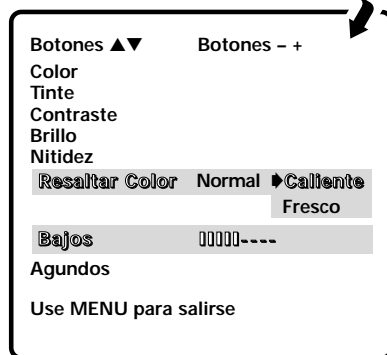 Botones ▲▼ Botones – +
Color
Tinte
Contraste
Brillo
Nitidez
Resaltar Color Normal ➧Caliente
Fresco
Bajos ▯▯▯▯▯----
Agundos
Use MENU para salirse